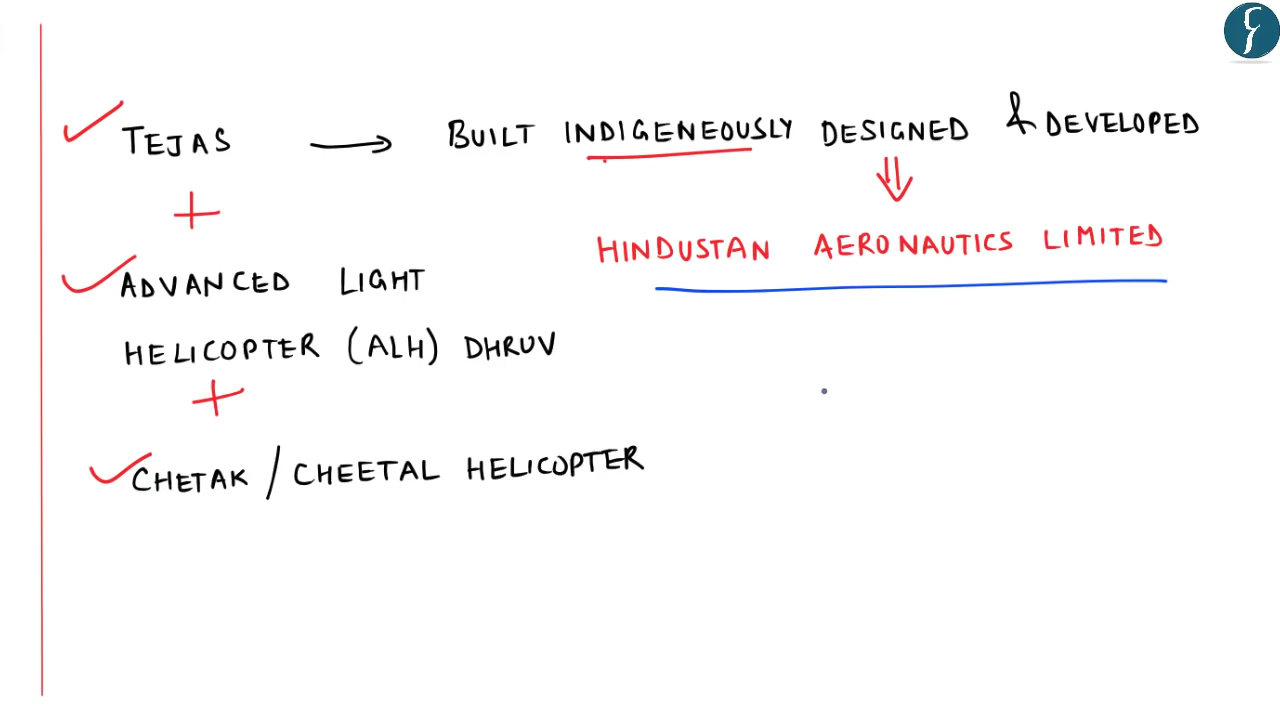 TEJAS → BUILT INDIGENEOUSLY DESIGNED & DEVELOPED
+
⇓
HINDUSTAN AERONAUTICS LIMITED
ADVANCED LIGHT
HELICOPTER (ALH) DHRUV
+
CHETAK / CHEETAL HELICOPTER